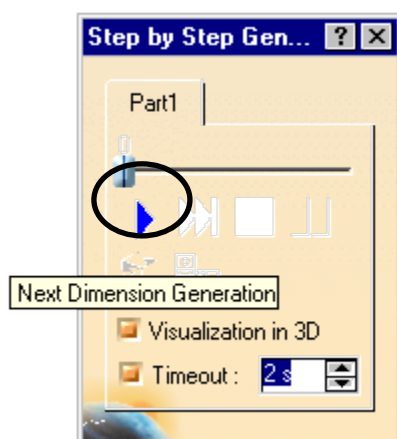 Step by Step Gen... ? ×
Part1
0
Next Dimension Generation
Visualization in 3D
Timeout : 2 s